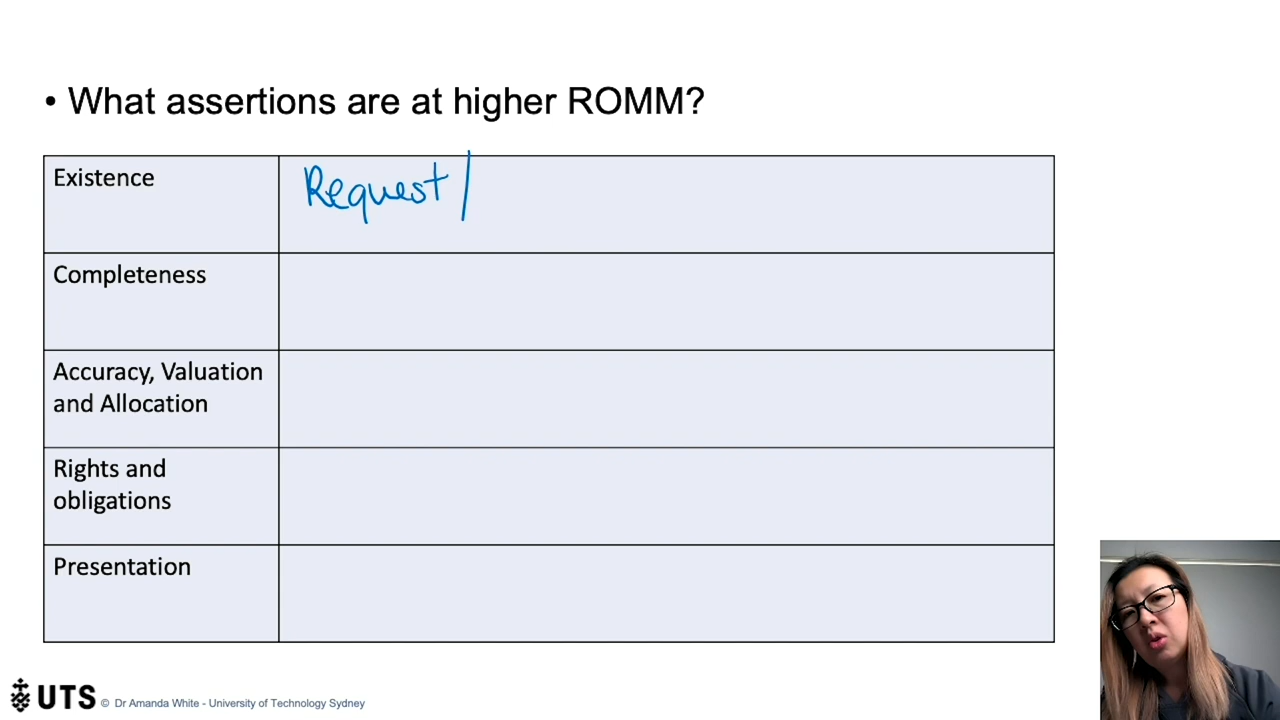 • What assertions are at higher ROMM?
Existence
Request /
Completeness
Accuracy, Valuation
and Allocation
Rights and
obligations
Presentation
UTS © Dr Amanda White - University of Technology Sydney